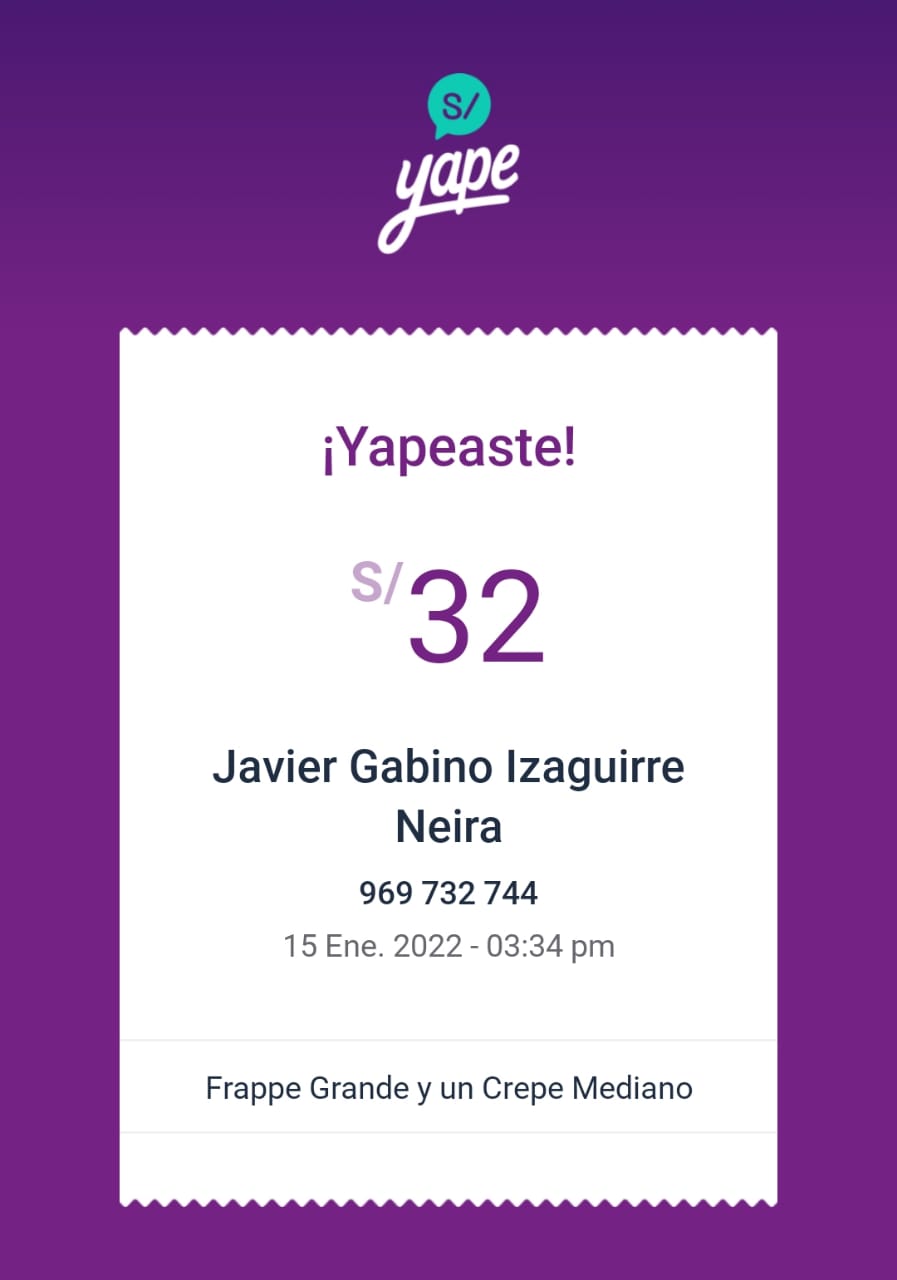 S/
yape
¡Yapeaste!
S/32
Javier Gabino Izaguirre
Neira
969 732 744
15 Ene. 2022 - 03:34 pm
Frappe Grande y un Crepe Mediano